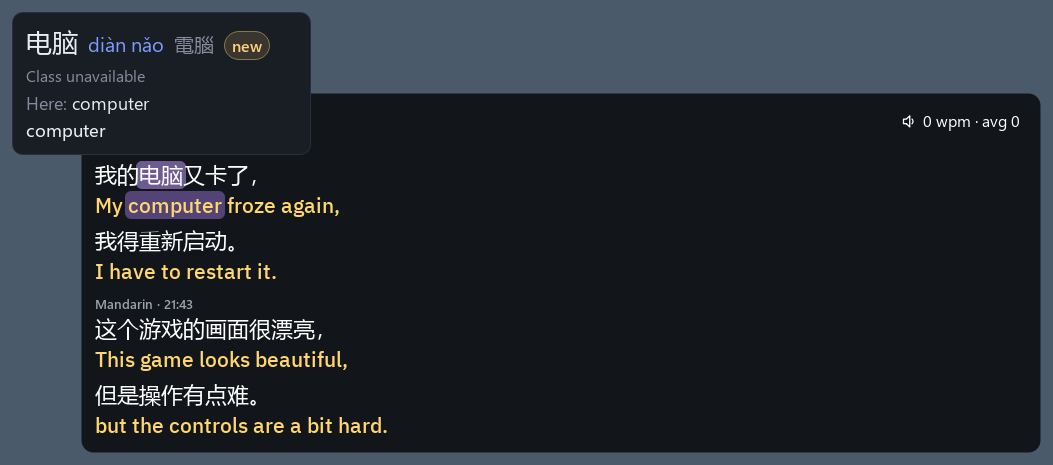 电脑 diàn nǎo 電腦 new
Class unavailable
Here: computer
computer
0 wpm · avg 0
我的电脑又卡了，
My computer froze again,
我得重新启动。
I have to restart it.
Mandarin · 21:43
这个游戏的画面很漂亮，
This game looks beautiful,
但是操作有点难。
but the controls are a bit hard.